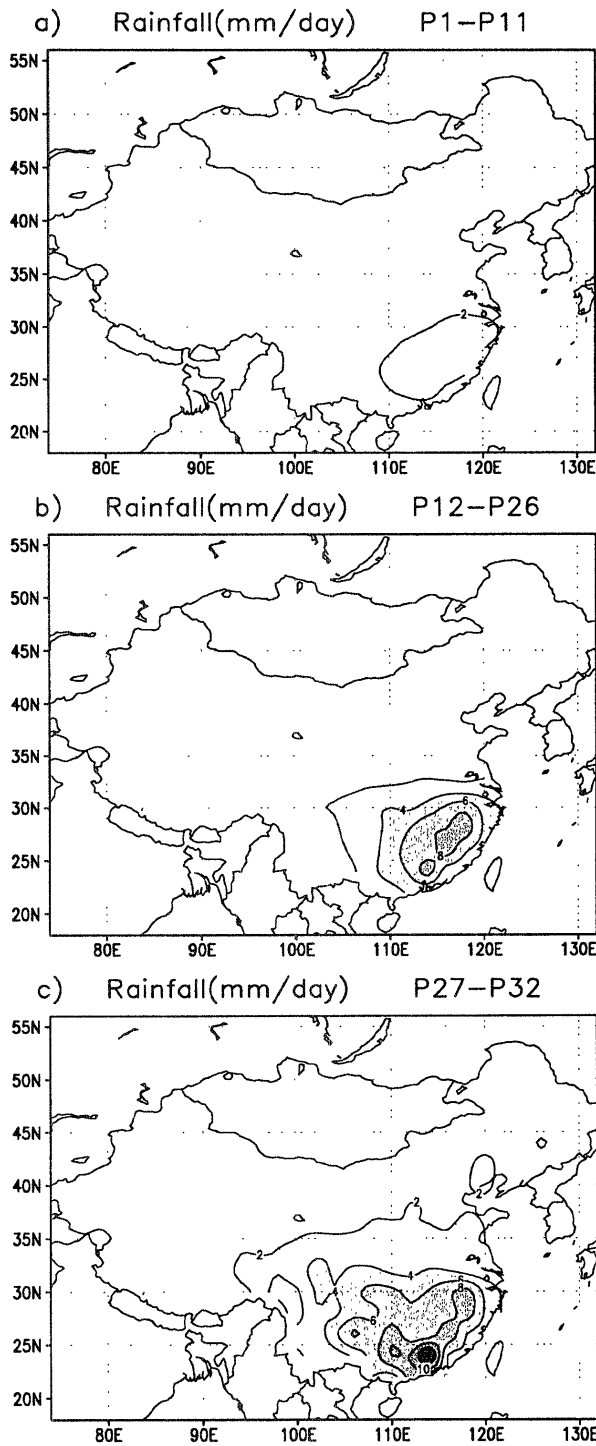 a) Rainfall(mm/day) P1−P11
55N
50N
45N
40N
35N
30N
25N
20N
2
80E 90E 100E 110E 120E 130E
b) Rainfall(mm/day) P12−P26
55N
50N
45N
40N
35N
30N
25N
20N
4
6
8
80E 90E 100E 110E 120E 130E
c) Rainfall(mm/day) P27−P32
55N
50N
45N
40N
35N
30N
25N
20N
2
2
2
4
4
6
8
6
10
80E 90E 100E 110E 120E 130E